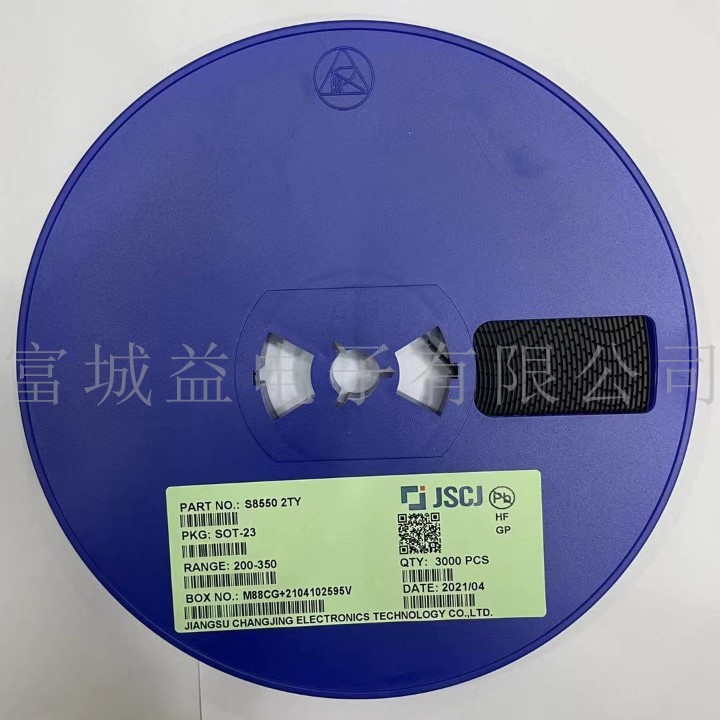 富城益电子有限公司
PART NO.: S8550 2TY
JSCJ
Pb
PKG: SOT-23
HF
GP
RANGE: 200-350
QTY: 3000 PCS
BOX NO.: M88CG+2104102595V
DATE: 2021/04
JIANGSU CHANGJING ELECTRONICS TECHNOLOGY CO.,LTD.